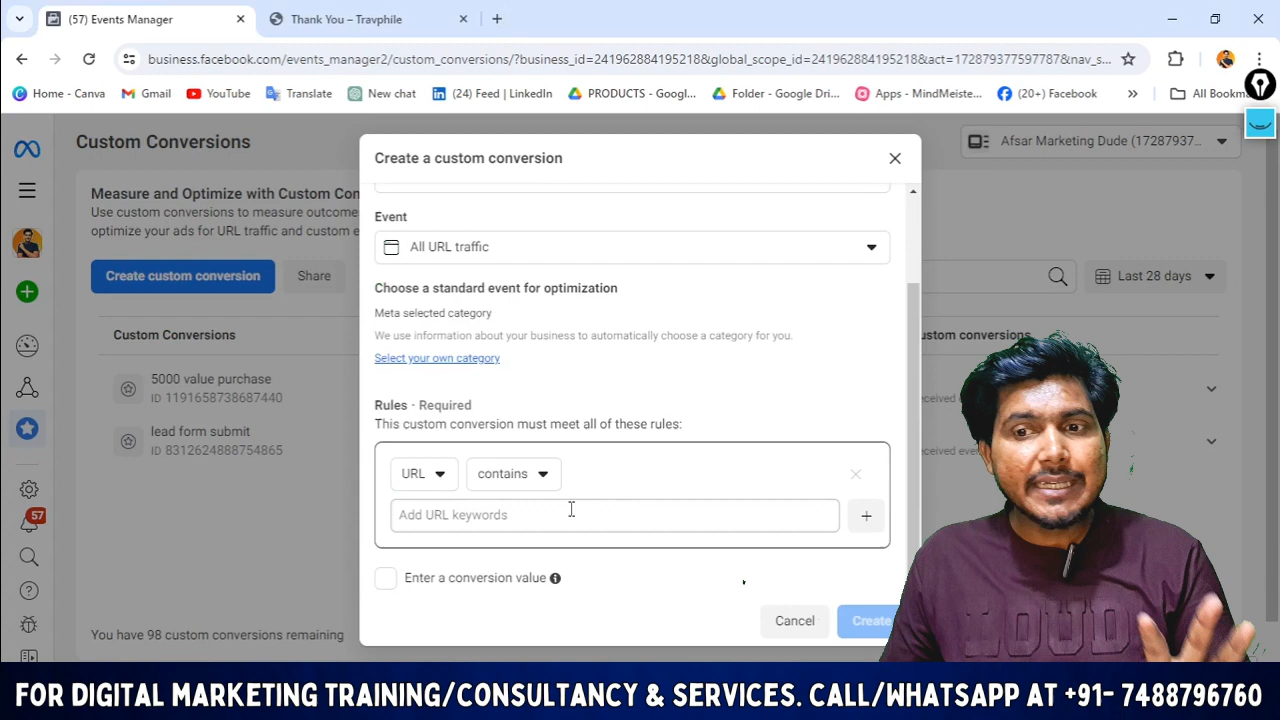 (57) Events Manager
Thank You – Travphile
business.facebook.com/events_manager2/custom_conversions/?business_id=241962884195218&global_scope_id=241962884195218&act=172879377597787&nav_s...
Home - Canva
Gmail
YouTube
Translate
New chat
(24) Feed | LinkedIn
PRODUCTS - Googl...
Folder - Google Dri...
Apps - MindMeiste...
(20+) Facebook
All Bookm
Custom Conversions
Create a custom conversion
Afsar Marketing Dude (17287937...
Measure and Optimize with Custom Con
Use custom conversions to measure outcome
optimize your ads for URL traffic and custom e
Create custom conversion
Share
Last 28 days
Custom Conversions
ustom conversions
5000 value purchase
ID 1191658738687440
eceived ev
lead form submit
ID 8312624888754865
eceived ev
You have 98 custom conversions remaining
57
Event
All URL traffic
Choose a standard event for optimization
Meta selected category
We use information about your business to automatically choose a category for you.
Select your own category
Rules · Required
This custom conversion must meet all of these rules:
URL
contains
Add URL keywords
Enter a conversion value
Cancel
Create
LOUD
FOR DIGITAL MARKETING TRAINING/CONSULTANCY & SERVICES. CALL/WHATSAPP AT +91- 7488796760